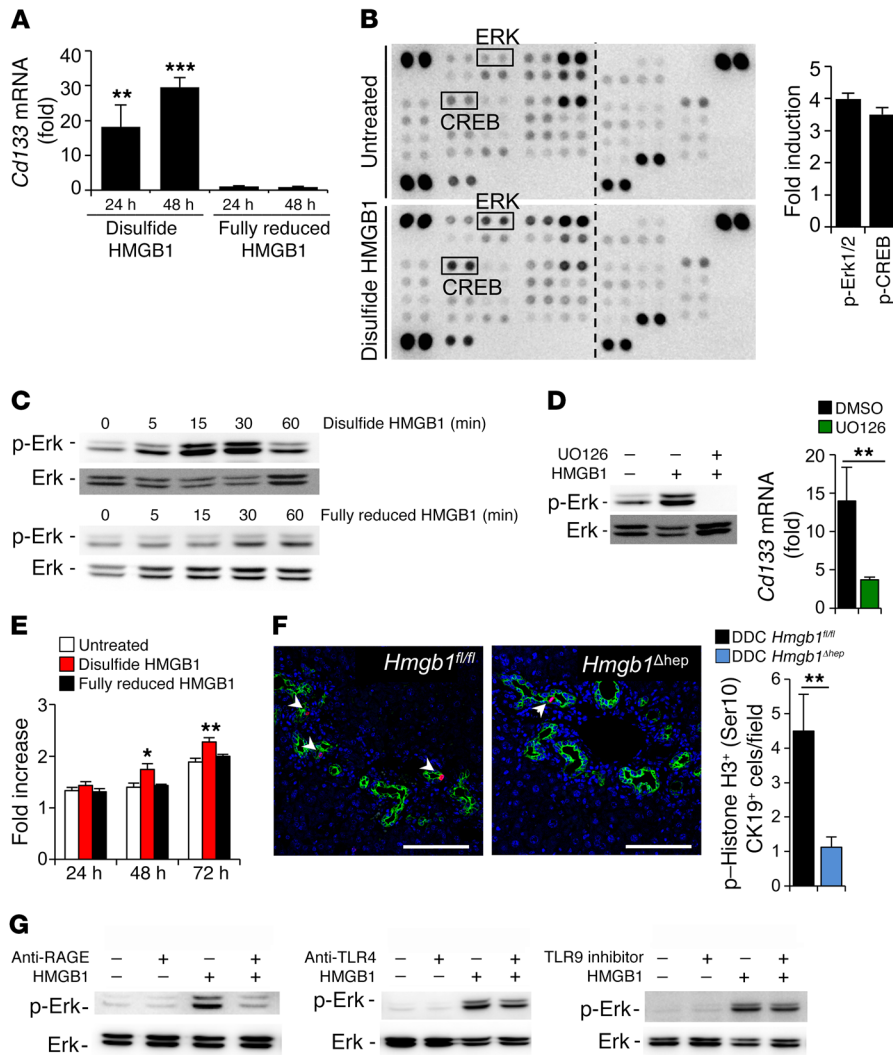 A
Cd133 mRNA
(fold)
40
30
20
10
0
**
***
24 h
48 h
24 h
48 h
Disulfide
HMGB1
Fully reduced
HMGB1
B
Untreated
ERK
CREB
Disulfide HMGB1
ERK
CREB
Fold induction
5
4
3
2
1
0
p-Erk1/2
p-CREB
C
0 5 15 30 60 Disulfide HMGB1 (min)
p-Erk -
Erk -
0 5 15 30 60 Fully reduced HMGB1 (min)
p-Erk -
Erk -
D
UO126 – – +
HMGB1 – + +
p-Erk -
Erk -
DMSO
UO126
Cd133 mRNA
(fold)
20
15
10
5
0
**
E
Untreated
Disulfide HMGB1
Fully reduced HMGB1
Fold increase
3
2
1
0
*
**
24 h
48 h
72 h
F
Hmgb1fl/fl
Hmgb1Δhep
DDC Hmgb1fl/fl
DDC Hmgb1Δhep
p–Histone H3+ (Ser10)
CK19+ cells/field
6
5
4
3
2
1
0
**
G
Anti-RAGE – + – +
HMGB1 – – + +
p-Erk -
Erk -
Anti-TLR4 – + – +
HMGB1 – – + +
p-Erk -
Erk -
TLR9 inhibitor – + – +
HMGB1 – – + +
p-Erk -
Erk -